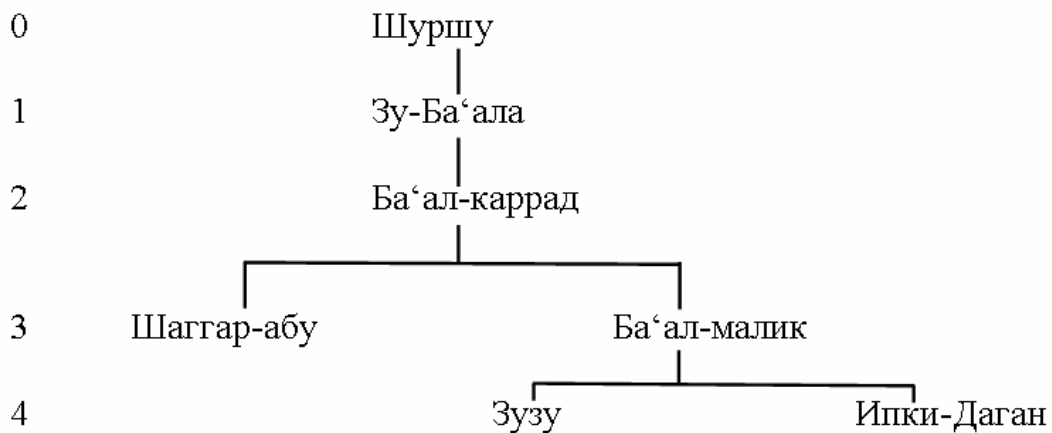 0 Шуршу
1 Зу-Ба‘ала
2 Ба‘ал-каррад
3 Шаггар-абу Ба‘ал-малик
4 Зузу Ипки-Даган